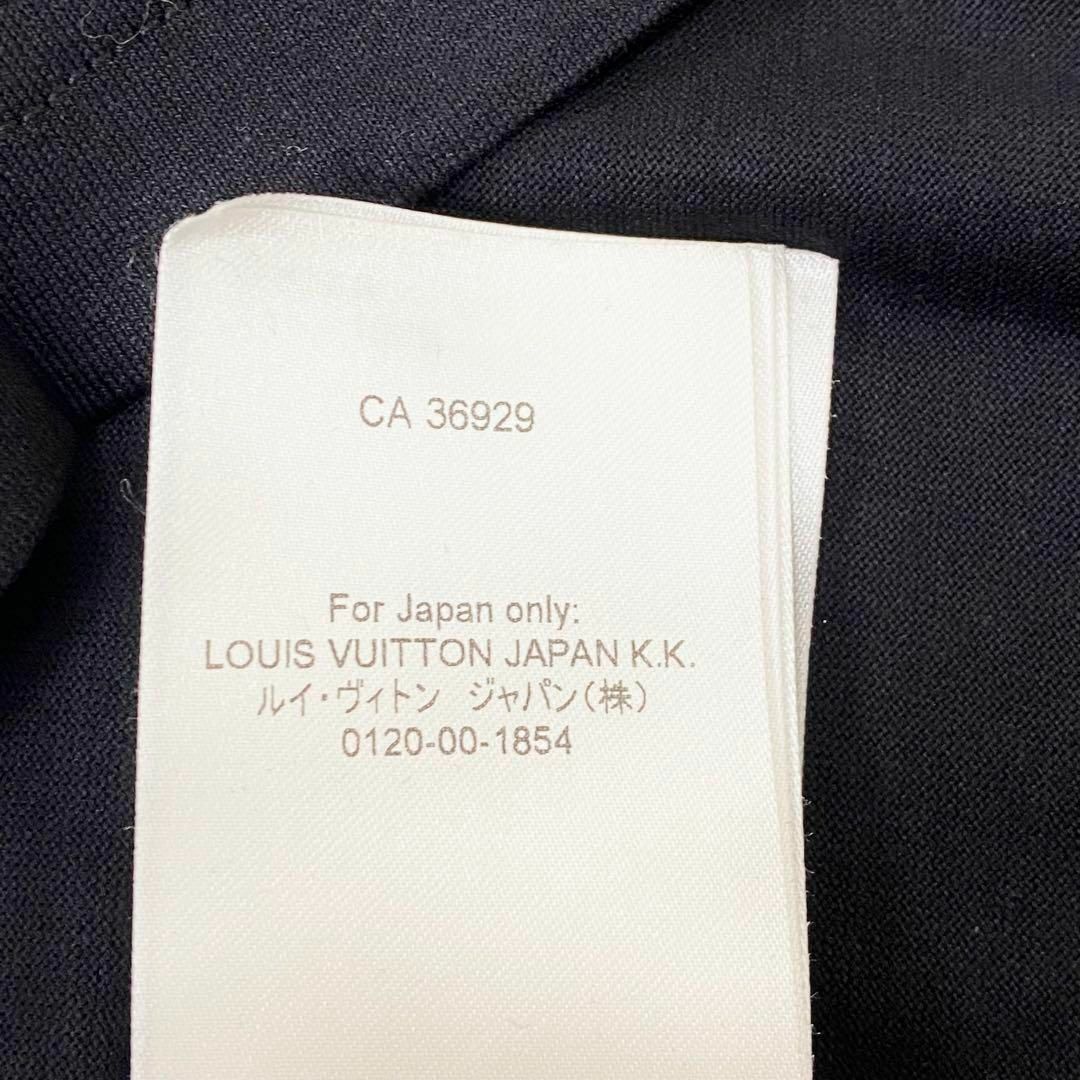 CA 36929
For Japan only:
LOUIS VUITTON JAPAN K.K.
ルイ・ヴィトン ジャパン(株)
0120-00-1854